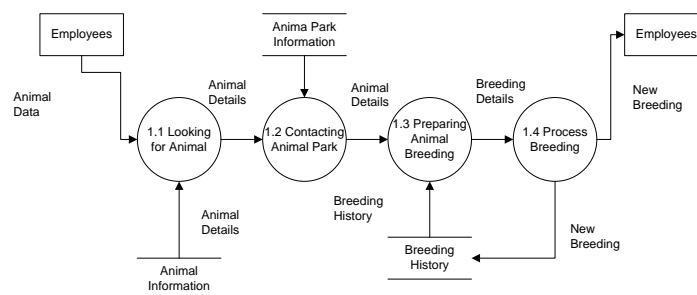 Employees
Anima Park
Information
Employees
Animal
Data
Animal
Details
Animal
Details
Breeding
Details
New
Breeding
1.1 Looking
for Animal
1.2 Contacting
Animal Park
1.3 Preparing
Animal
Breeding
1.4 Process
Breeding
Animal
Details
Breeding
History
New
Breeding
Animal
Information
Breeding
History